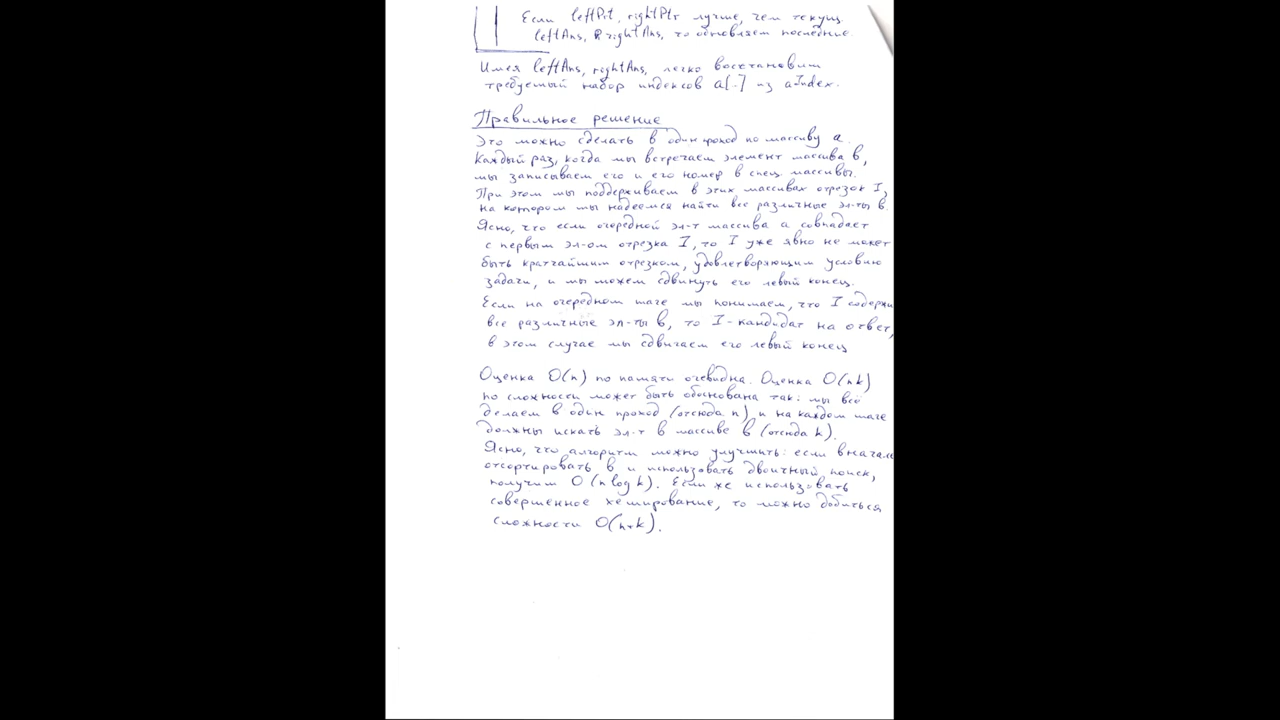 Если leftPtr, rightPtr лучше, чем текущ.
leftAns, rightAns, то обновляем последние.
Имея leftAns, rightAns, легко восстановить
требуемый набор индексов a[.] из aIndex.
Правильное решение
Это можно сделать в один проход по массиву a.
Каждый раз, когда мы встречаем элемент массива b,
мы записываем его и его номер в спец. массивы.
При этом мы поддерживаем в этих массивах отрезок I,
на котором мы надеемся найти все различные эл-ты b.
Ясно, что если очередной эл-т массива a совпадает
с первым эл-ом отрезка I, то I уже явно не может
быть кратчайшим отрезком, удовлетворяющим условию
задачи, и мы можем сдвинуть его левый конец.
Если на очередном шаге мы понимаем, что I содержи
все различные эл-ты b, то I - кандидат на ответ,
в этом случае мы сдвигаем его левый конец
Оценка O(n) по памяти очевидна. Оценка O(nk)
по сложности может быть обоснована так: мы всё
делаем в один проход (отсюда n) и на каждом шаге
должны искать эл-т в массиве b (отсюда k).
Ясно, что алгоритм можно улучшить: если вначале
отсортировать b и использовать двоичный поиск,
получим O(n log k). Если же использовать
совершенное хеширование, то можно добиться
сложности O(n+k).